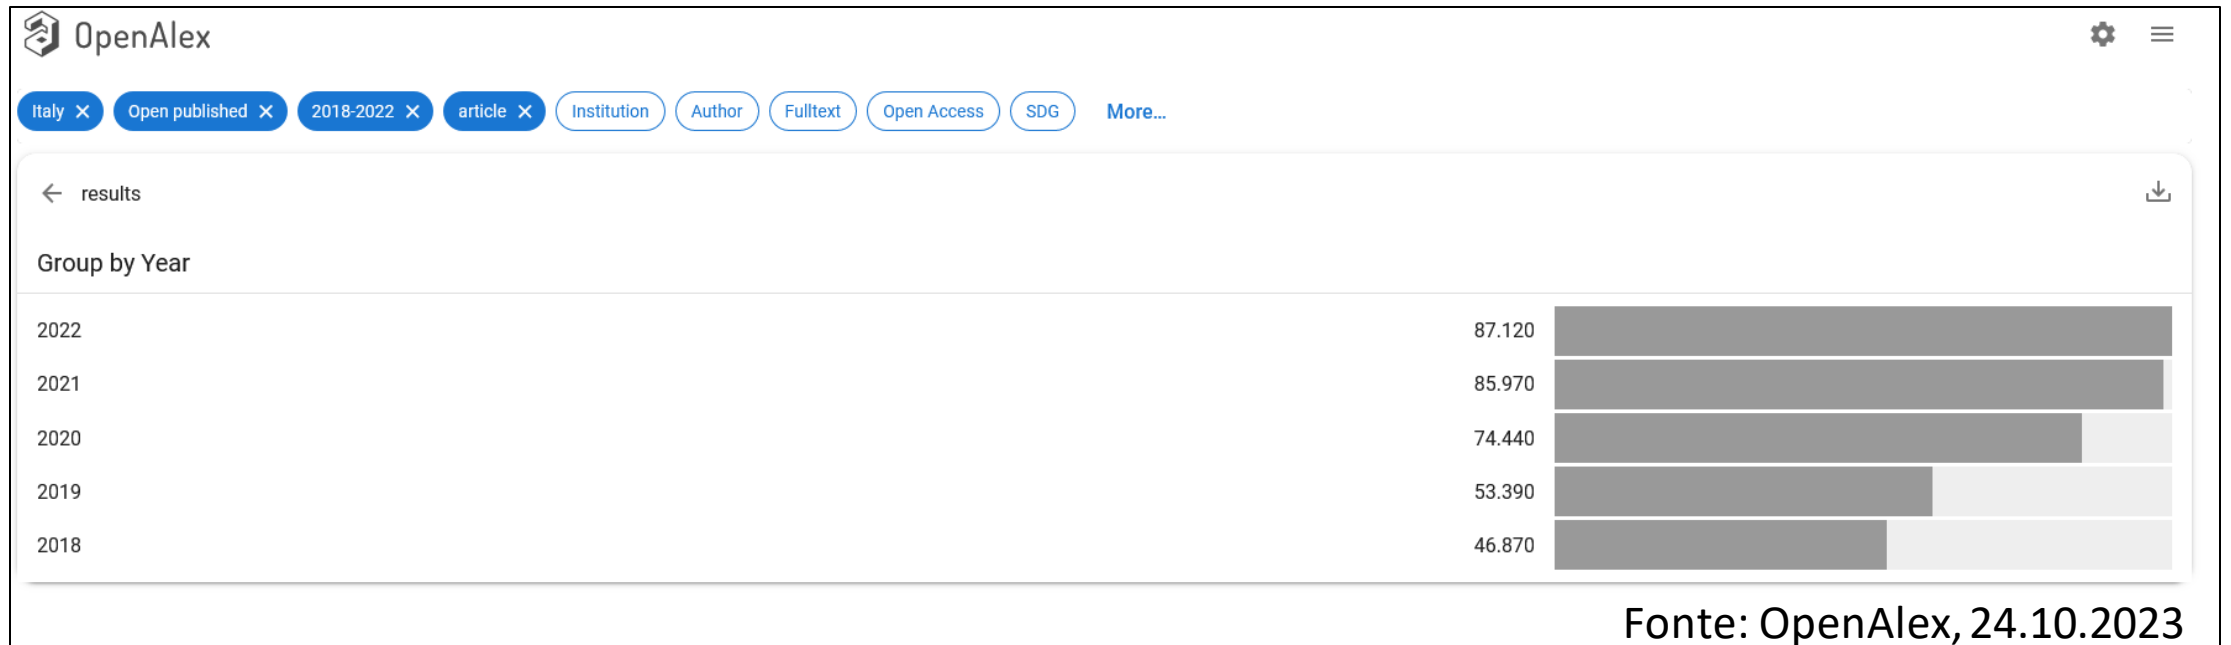 OpenAlex
Italy Open published 2018-2022 article Institution Author Fulltext Open Access SDG More...
results
Group by Year
2022 87.120
2021 85.970
2020 74.440
2019 53.390
2018 46.870
Fonte: OpenAlex, 24.10.2023